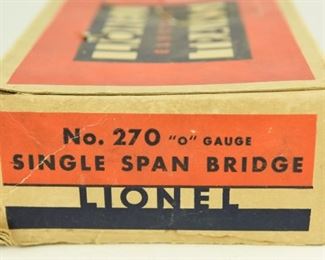 No. 270 "O" GAUGE
SINGLE SPAN BRIDGE
LIONEL